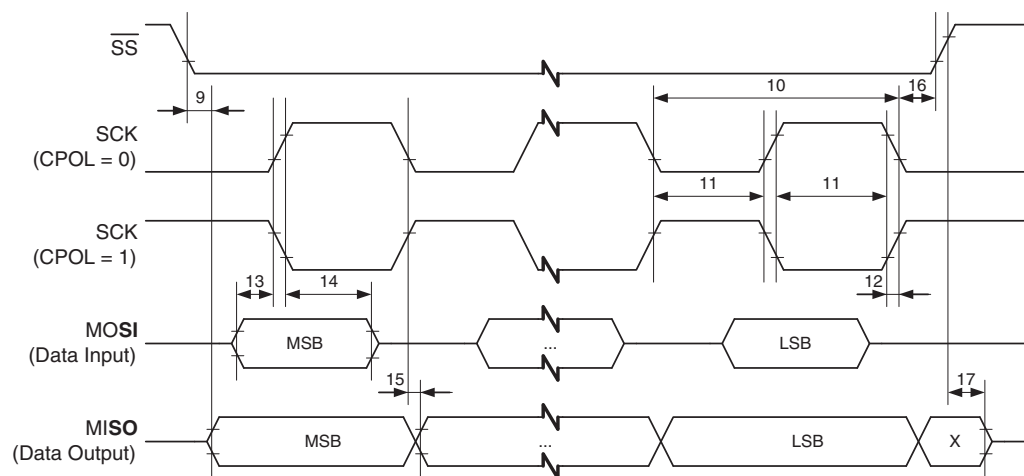 SS
9
10
16
SCK
(CPOL = 0)
11
11
SCK
(CPOL = 1)
13
14
12
MOSI
(Data Input)
MSB
...
LSB
15
17
MISO
(Data Output)
MSB
...
LSB
X